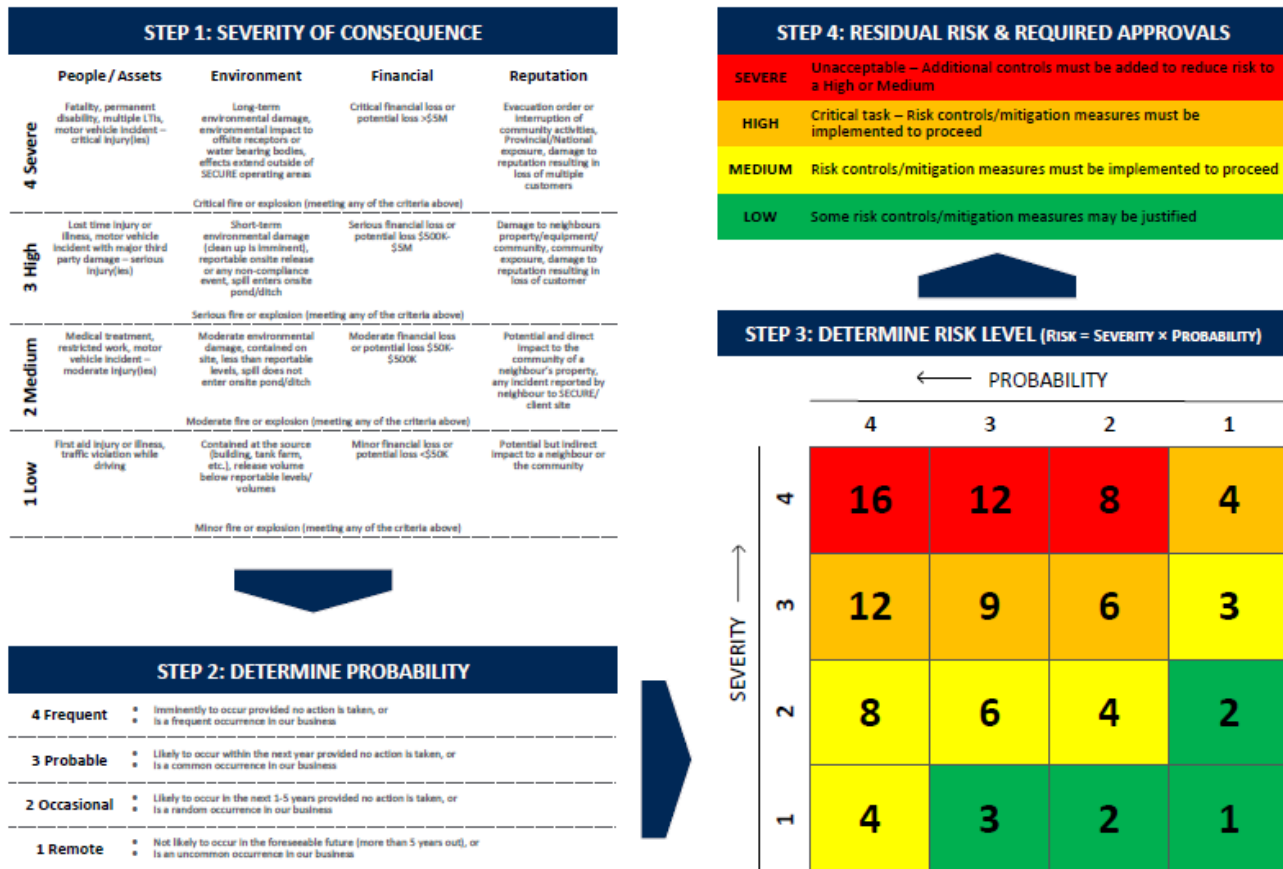 STEP 1: SEVERITY OF CONSEQUENCE
People / Assets
Environment
Financial
Reputation
4 Severe
Fatality, permanent
disability, multiple LTIs,
motor vehicle incident –
critical injury(ies)
Long-term
environmental damage,
environmental impact to
offsite receptors or
water bearing bodies,
effects extend outside of
SECURE operating areas
Critical financial loss or
potential loss >$5M
Evacuation order or
interruption of
community activities,
Provincial/National
exposure, damage to
reputation resulting in
loss of multiple
customers
Critical fire or explosion (meeting any of the criteria above)
3 High
Lost time injury or
illness, motor vehicle
incident with major third
party damage – serious
injury(ies)
Short-term
environmental damage
(clean up is imminent),
reportable onsite release
or any non-compliance
event, spill enters onsite
pond/ditch
Serious financial loss or
potential loss $500K-
$5M
Damage to neighbours
property/equipment/
community, community
exposure, damage to
reputation resulting in
loss of customer
Serious fire or explosion (meeting any of the criteria above)
2 Medium
Medical treatment,
restricted work, motor
vehicle incident –
moderate injury(ies)
Moderate environmental
damage, contained on
site, less than reportable
levels, spill does not
enter onsite pond/ditch
Moderate financial loss
or potential loss $50K-
$500K
Potential and direct
impact to the
community of a
neighbour's property,
any incident reported by
neighbour to SECURE/
client site
Moderate fire or explosion (meeting any of the criteria above)
1 Low
First aid injury or illness,
traffic violation while
driving
Contained at the source
(building, tank farm,
etc.), release volume
below reportable levels/
volumes
Minor financial loss or
potential loss <$50K
Potential but indirect
impact to a neighbour or
the community
Minor fire or explosion (meeting any of the criteria above)
STEP 2: DETERMINE PROBABILITY
4 Frequent
• Imminently to occur provided no action is taken, or
• Is a frequent occurrence in our business
3 Probable
• Likely to occur within the next year provided no action is taken, or
• Is a common occurrence in our business
2 Occasional
• Likely to occur in the next 1-5 years provided no action is taken, or
• Is a random occurrence in our business
1 Remote
• Not likely to occur in the foreseeable future (more than 5 years out), or
• Is an uncommon occurrence in our business
STEP 4: RESIDUAL RISK & REQUIRED APPROVALS
SEVERE
Unacceptable – Additional controls must be added to reduce risk to
a High or Medium
HIGH
Critical task – Risk controls/mitigation measures must be
implemented to proceed
MEDIUM
Risk controls/mitigation measures must be implemented to proceed
LOW
Some risk controls/mitigation measures may be justified
STEP 3: DETERMINE RISK LEVEL (RISK = SEVERITY × PROBABILITY)
← PROBABILITY
4 3 2 1
SEVERITY →
4 16 12 8 4
3 12 9 6 3
2 8 6 4 2
1 4 3 2 1